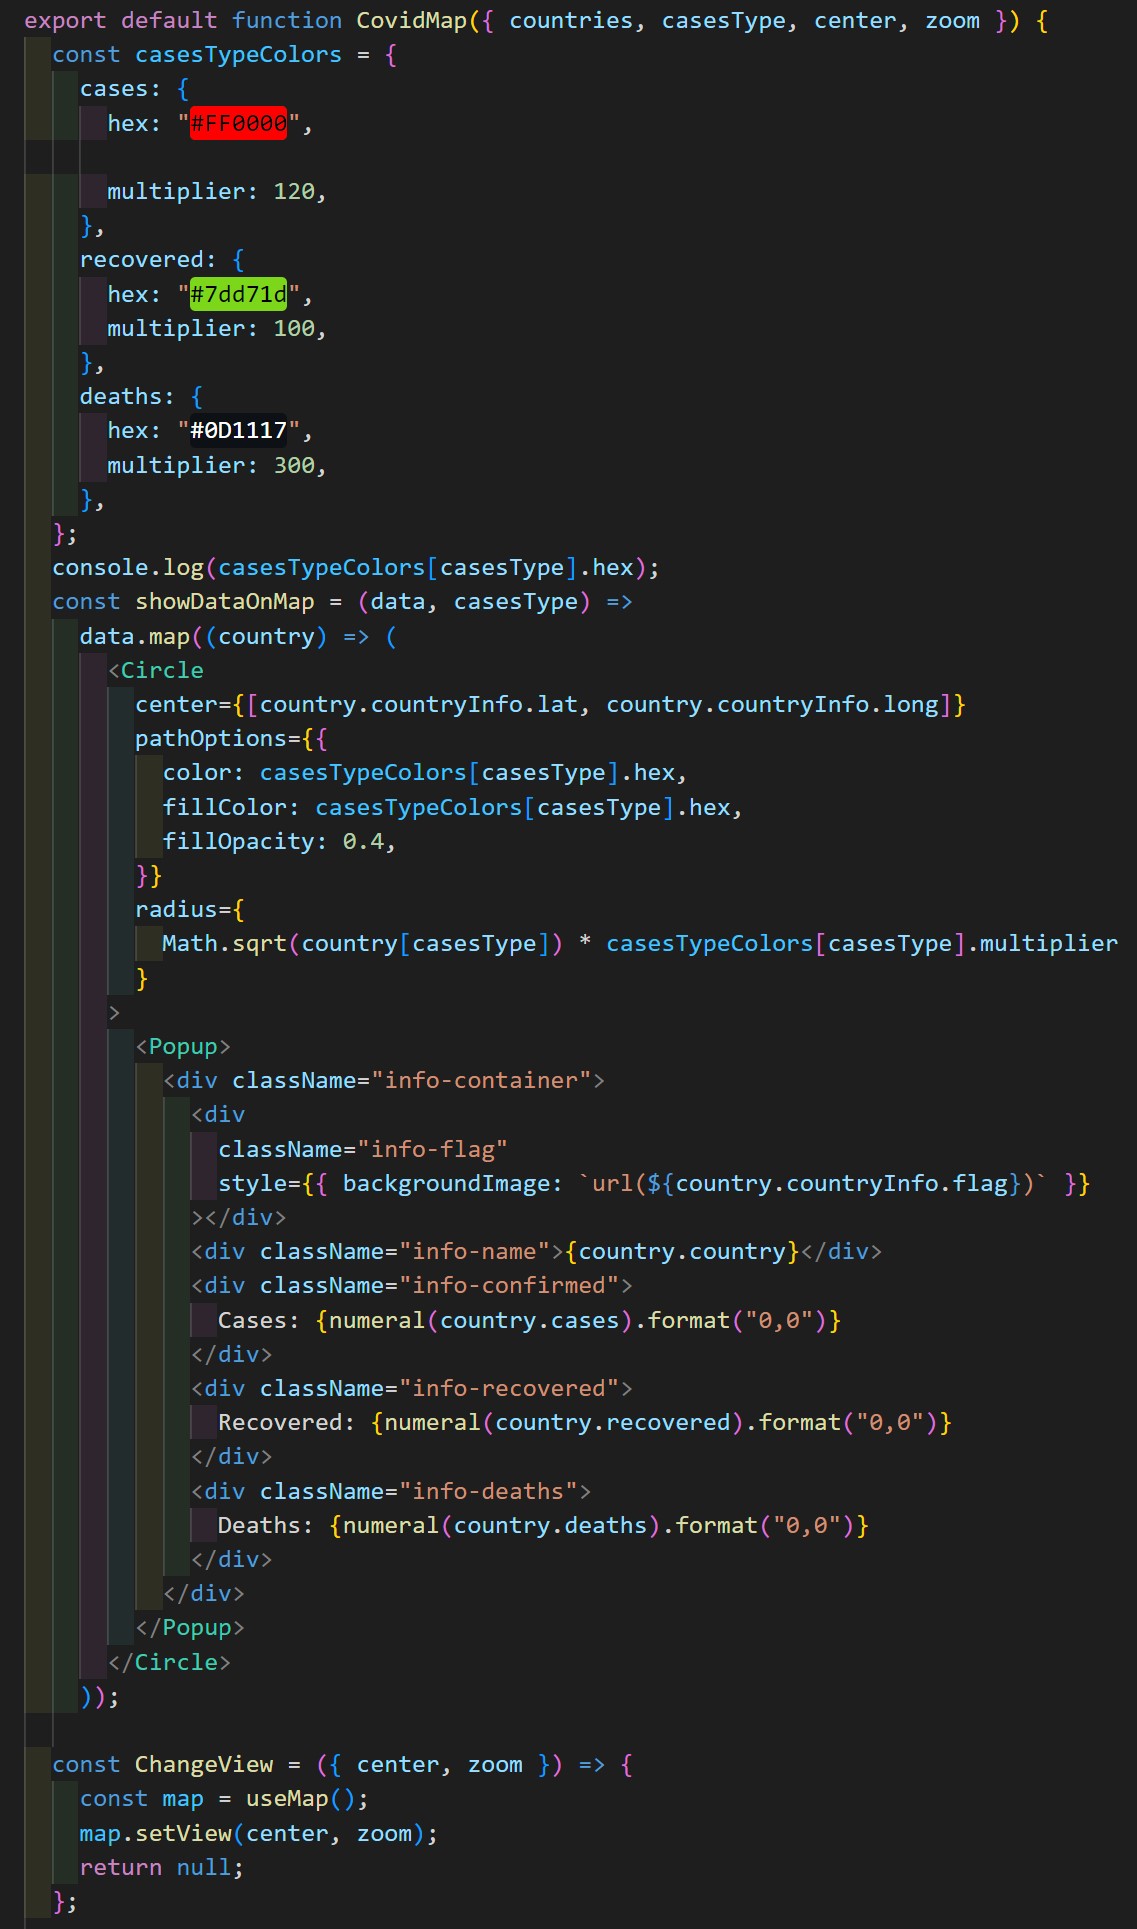 export default function CovidMap({ countries, casesType, center, zoom }) {
  const casesTypeColors = {
    cases: {
      hex: "#FF0000",

      multiplier: 120,
    },
    recovered: {
      hex: "#7dd71d",
      multiplier: 100,
    },
    deaths: {
      hex: "#0D1117",
      multiplier: 300,
    },
  };
  console.log(casesTypeColors[casesType].hex);
  const showDataOnMap = (data, casesType) =>
    data.map((country) => (
      <Circle
        center={[country.countryInfo.lat, country.countryInfo.long]}
        pathOptions={{
          color: casesTypeColors[casesType].hex,
          fillColor: casesTypeColors[casesType].hex,
          fillOpacity: 0.4,
        }}
        radius={
          Math.sqrt(country[casesType]) * casesTypeColors[casesType].multiplier
        }
      >
        <Popup>
          <div className="info-container">
            <div
              className="info-flag"
              style={{ backgroundImage: `url(${country.countryInfo.flag})` }}
            ></div>
            <div className="info-name">{country.country}</div>
            <div className="info-confirmed">
              Cases: {numeral(country.cases).format("0,0")}
            </div>
            <div className="info-recovered">
              Recovered: {numeral(country.recovered).format("0,0")}
            </div>
            <div className="info-deaths">
              Deaths: {numeral(country.deaths).format("0,0")}
            </div>
          </div>
        </Popup>
      </Circle>
    ));

  const ChangeView = ({ center, zoom }) => {
    const map = useMap();
    map.setView(center, zoom);
    return null;
  };